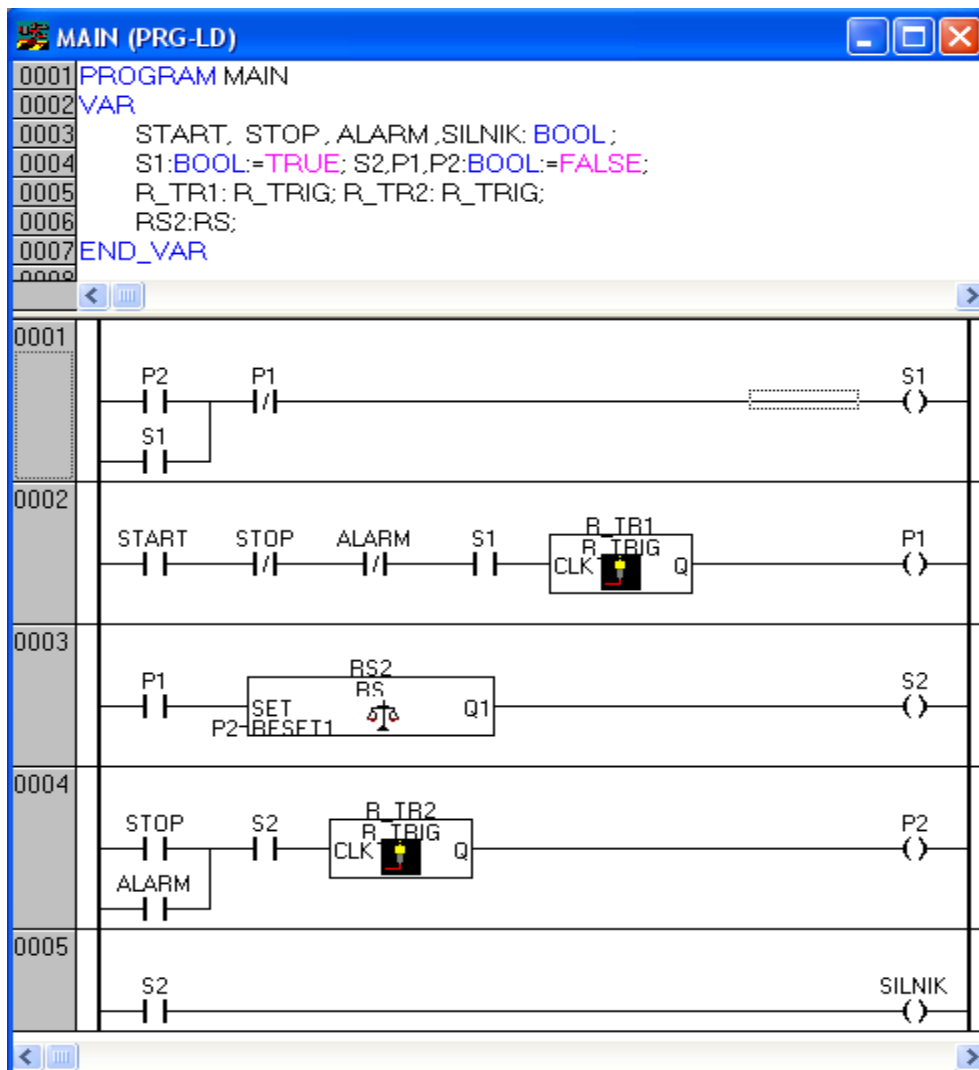 MAIN (PRG-LD)
0001 PROGRAM MAIN
0002 VAR
0003 START, STOP , ALARM ,SILNIK: BOOL ;
0004 S1:BOOL:=TRUE; S2,P1,P2:BOOL:=FALSE;
0005 R_TR1: R_TRIG; R_TR2: R_TRIG;
0006 RS2:RS;
0007 END_VAR
0008
0001
P2 P1 S1
S1
0002
R_TR1
START STOP ALARM S1 R_TRIG P1
CLK Q
0003
RS2
P1 RS S2
SET Q1
P2 RESET1
0004
R_TR2
STOP S2 R_TRIG P2
CLK Q
ALARM
0005
S2 SILNIK